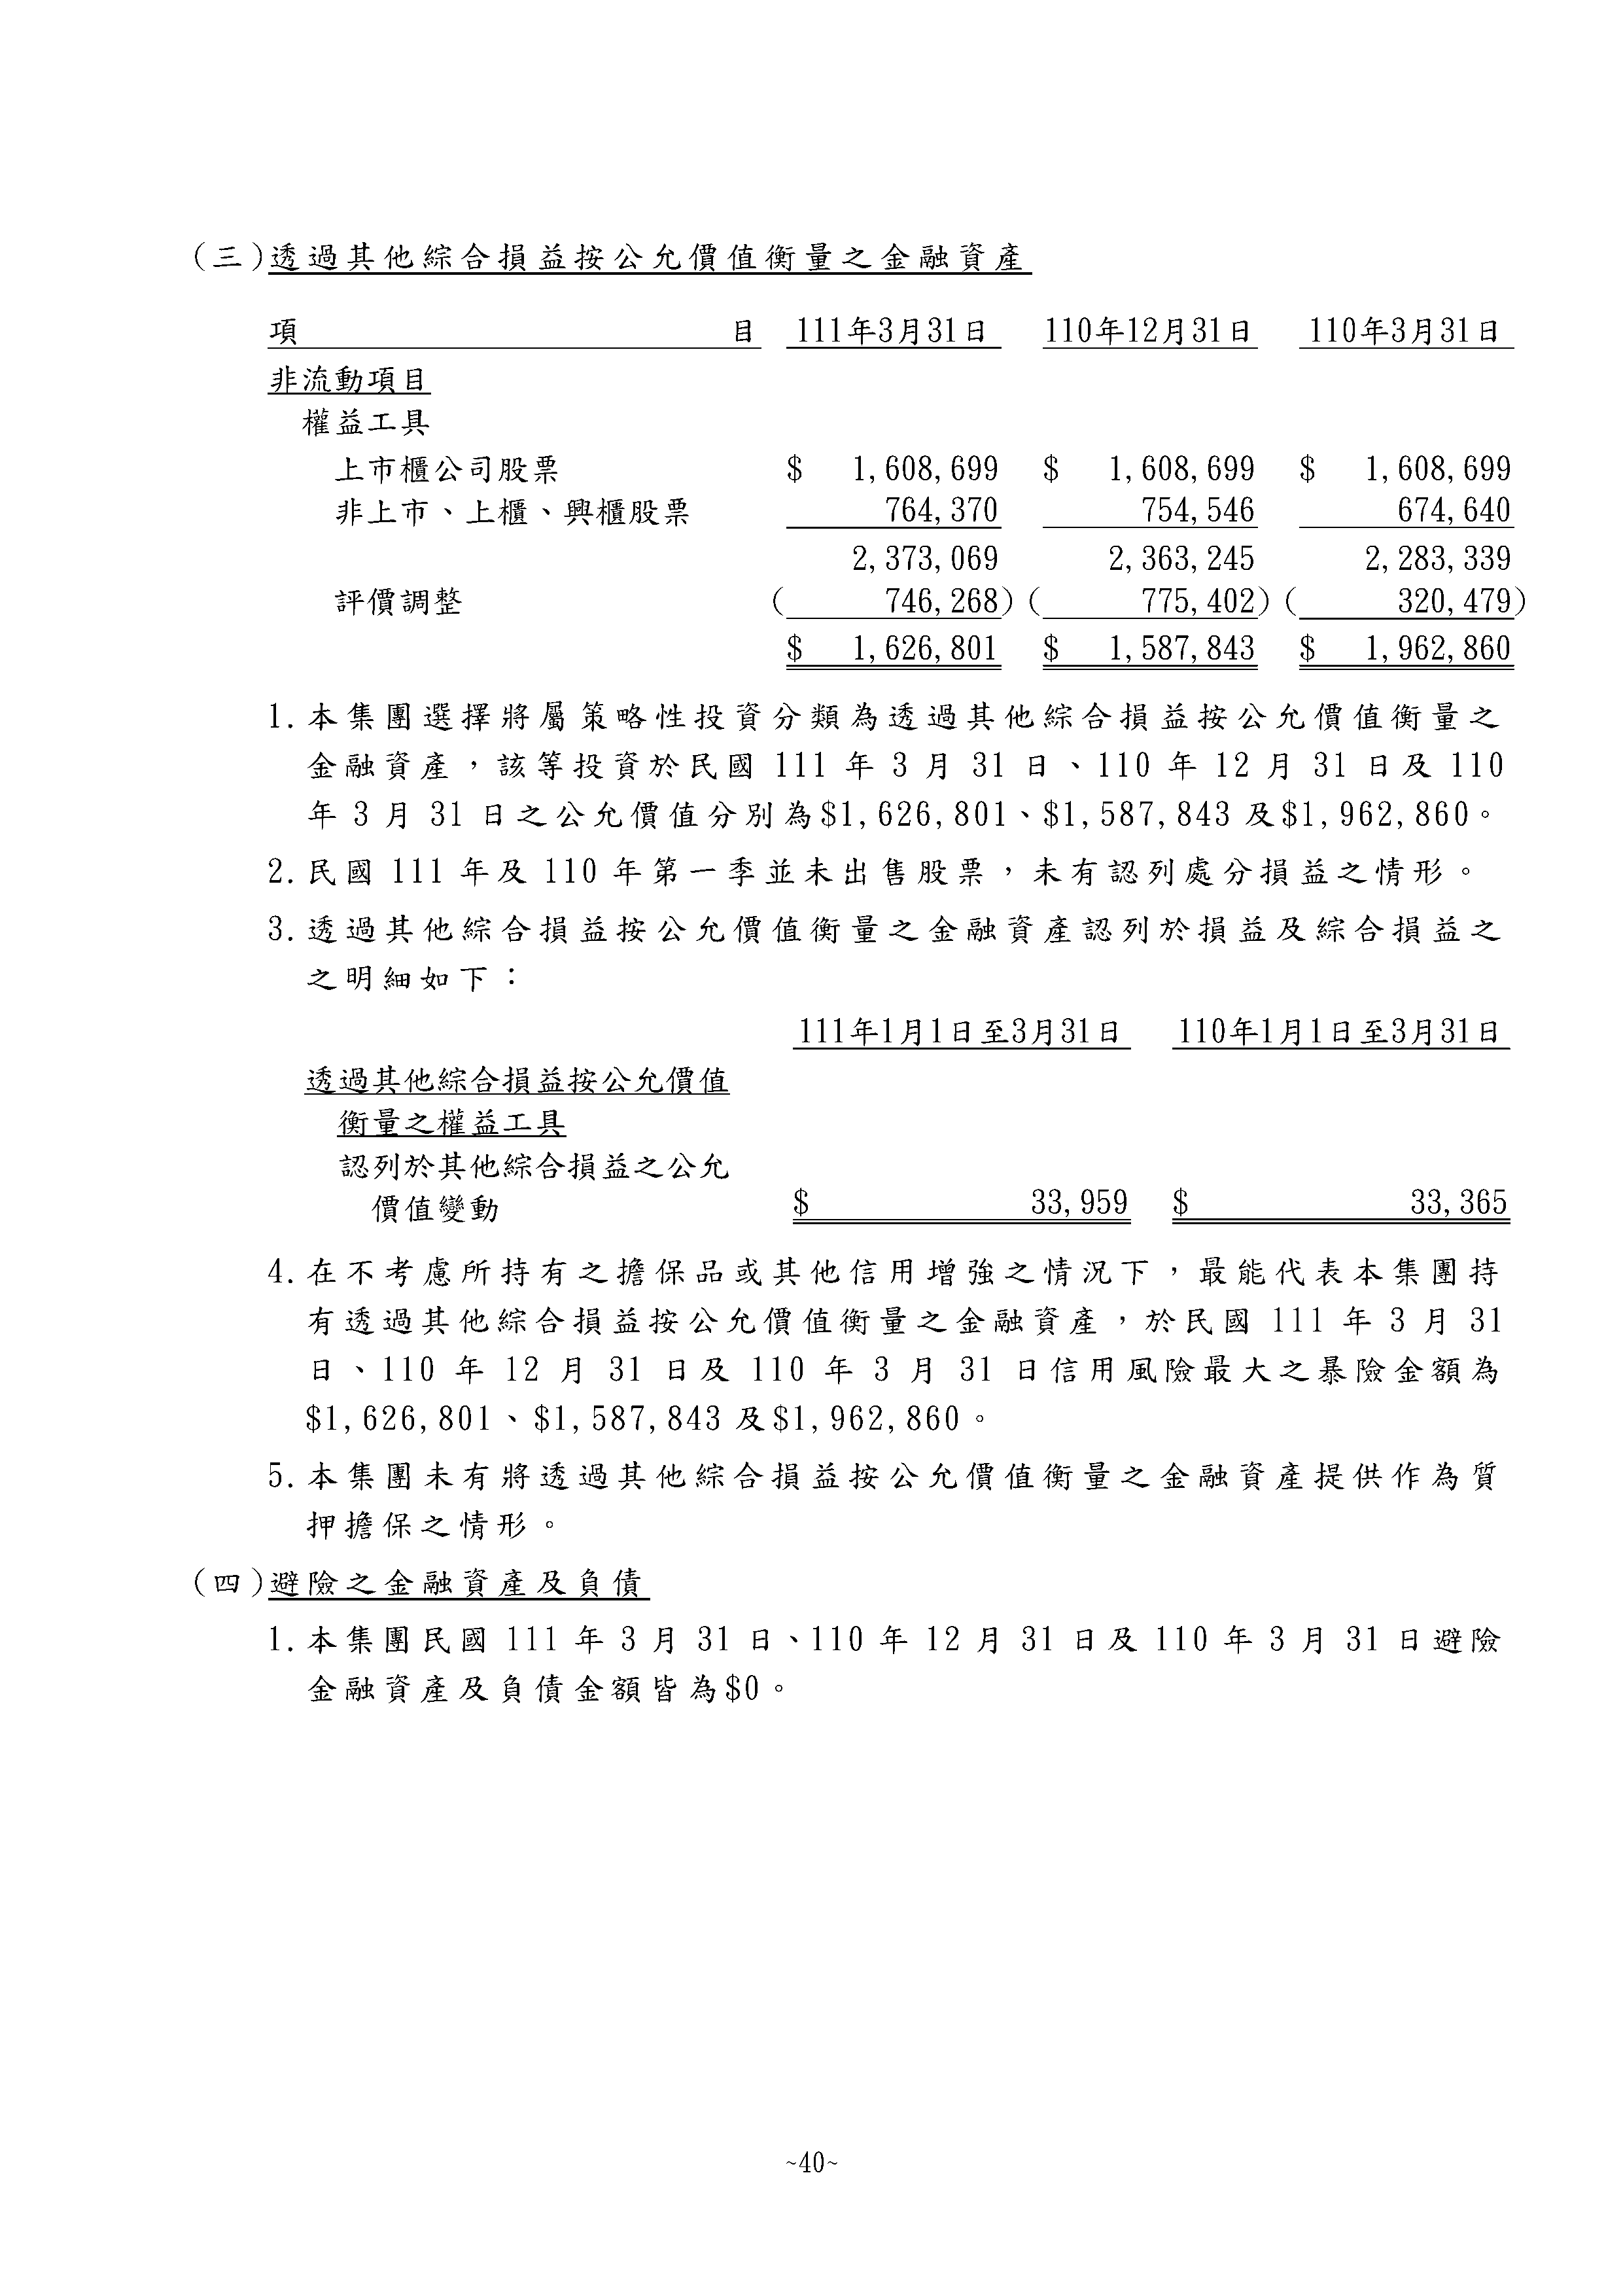 (三)透過其他綜合損益按公允價值衡量之金融資產
項目 111年3月31日 110年12月31日 110年3月31日
非流動項目
權益工具
上市櫃公司股票 $ 1,608,699 $ 1,608,699 $ 1,608,699
非上市、上櫃、興櫃股票 764,370 754,546 674,640
2,373,069 2,363,245 2,283,339
評價調整 ( 746,268) ( 775,402) ( 320,479)
$ 1,626,801 $ 1,587,843 $ 1,962,860
1.本集團選擇將屬策略性投資分類為透過其他綜合損益按公允價值衡量之
金融資產，該等投資於民國 111 年 3 月 31 日、110 年 12 月 31 日及 110
年 3 月 31 日之公允價值分別為$1,626,801、$1,587,843 及$1,962,860。
2.民國 111 年及 110 年第一季並未出售股票，未有認列處分損益之情形。
3.透過其他綜合損益按公允價值衡量之金融資產認列於損益及綜合損益之
之明細如下：
111年1月1日至3月31日 110年1月1日至3月31日
透過其他綜合損益按公允價值
衡量之權益工具
認列於其他綜合損益之公允
價值變動 $ 33,959 $ 33,365
4.在不考慮所持有之擔保品或其他信用增強之情況下，最能代表本集團持
有透過其他綜合損益按公允價值衡量之金融資產，於民國 111 年 3 月 31
日、110 年 12 月 31 日及 110 年 3 月 31 日信用風險最大之暴險金額為
$1,626,801、$1,587,843 及$1,962,860。
5.本集團未有將透過其他綜合損益按公允價值衡量之金融資產提供作為質
押擔保之情形。
(四)避險之金融資產及負債
1.本集團民國 111 年 3 月 31 日、110 年 12 月 31 日及 110 年 3 月 31 日避險
金融資產及負債金額皆為$0。
~40~